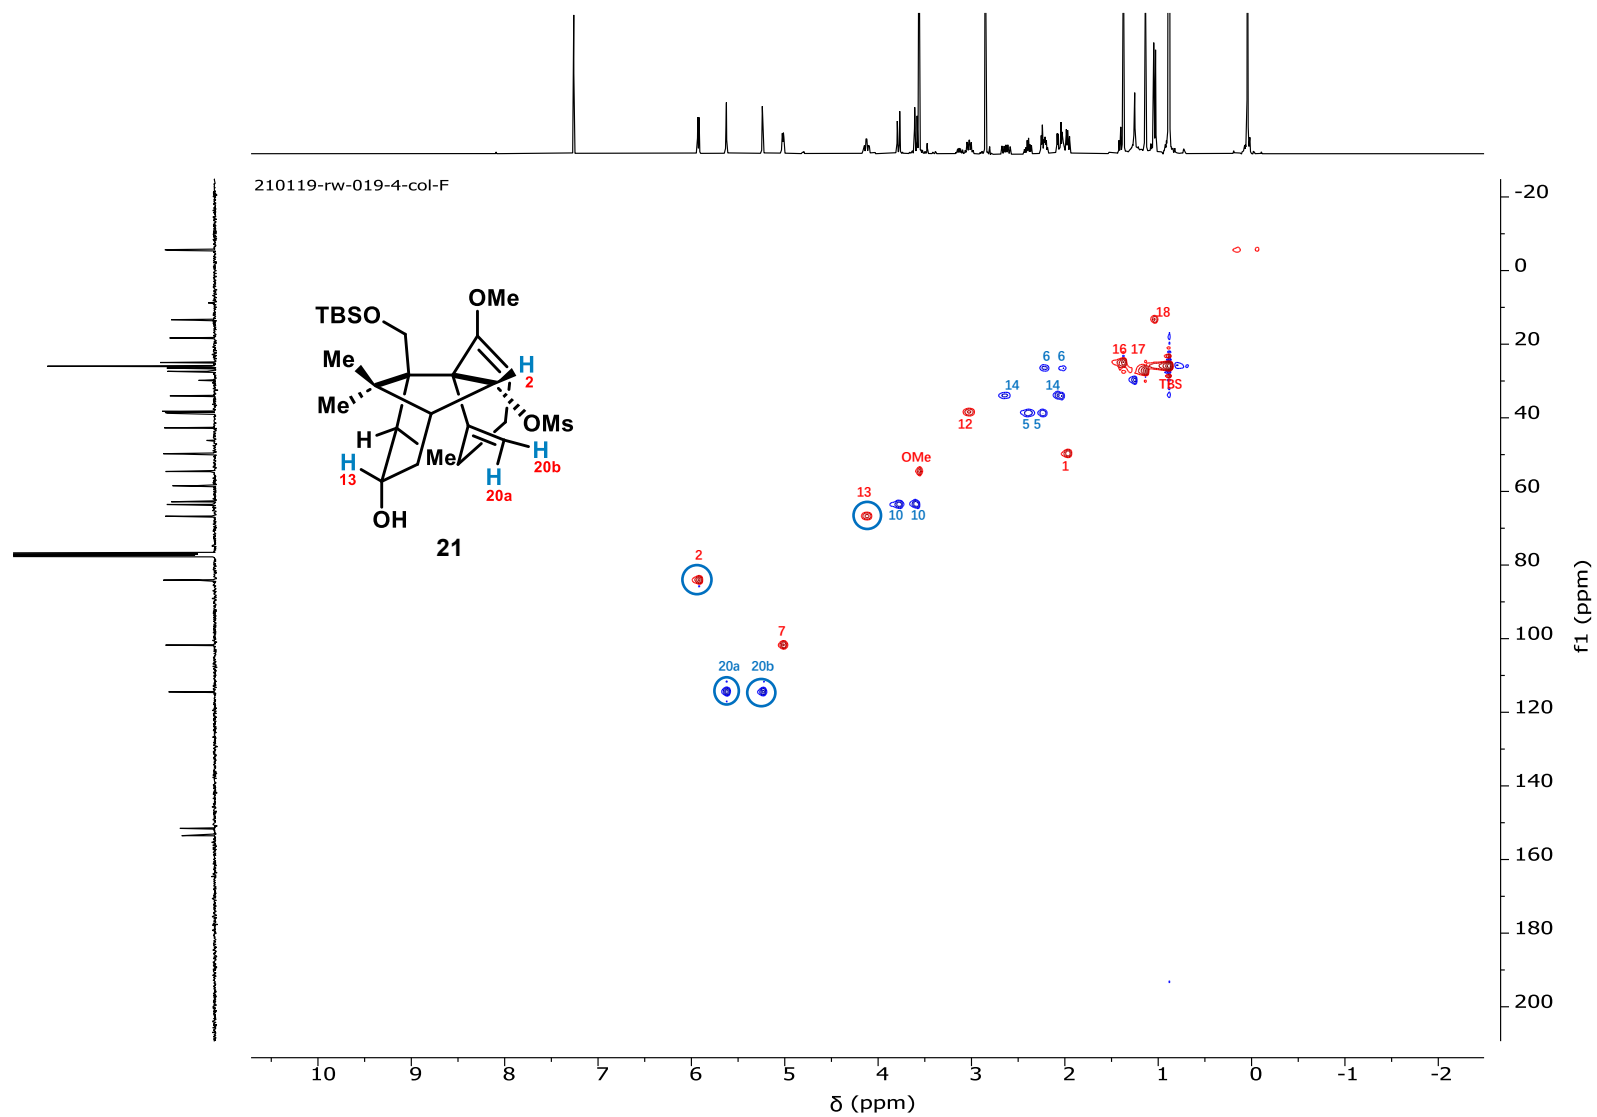 210119-rw-019-4-col-F
-20
0
20
40
60
80
100
120
140
160
180
200
f1 (ppm)
OMe
TBSO
Me
H
2
Me
OMs
H
H
Me
H
20b
13
H
20a
OH
21
18
16 17
6 6
TBS
14
14
12
5 5
OMe
1
13
10 10
2
7
20a 20b
10 9 8 7 6 5 4 3 2 1 0 -1 -2
δ (ppm)